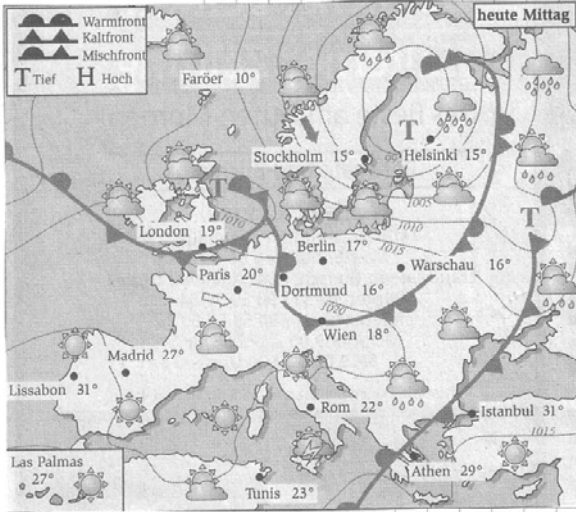 heute Mittag
Warmfront
Kaltfront
Mischfront
T Tief H Hoch
Faröer 10°
T
Stockholm 15°
Helsinki 15°
T
1005
T
1010
1010
London 19°
Berlin 17°
1015
Paris 20°
Warschau 16°
Dortmund 16°
1020
Wien 18°
Madrid 27°
Lissabon 31°
Rom 22°
Istanbul 31°
1015
Las Palmas
27°
Athen 29°
Tunis 23°